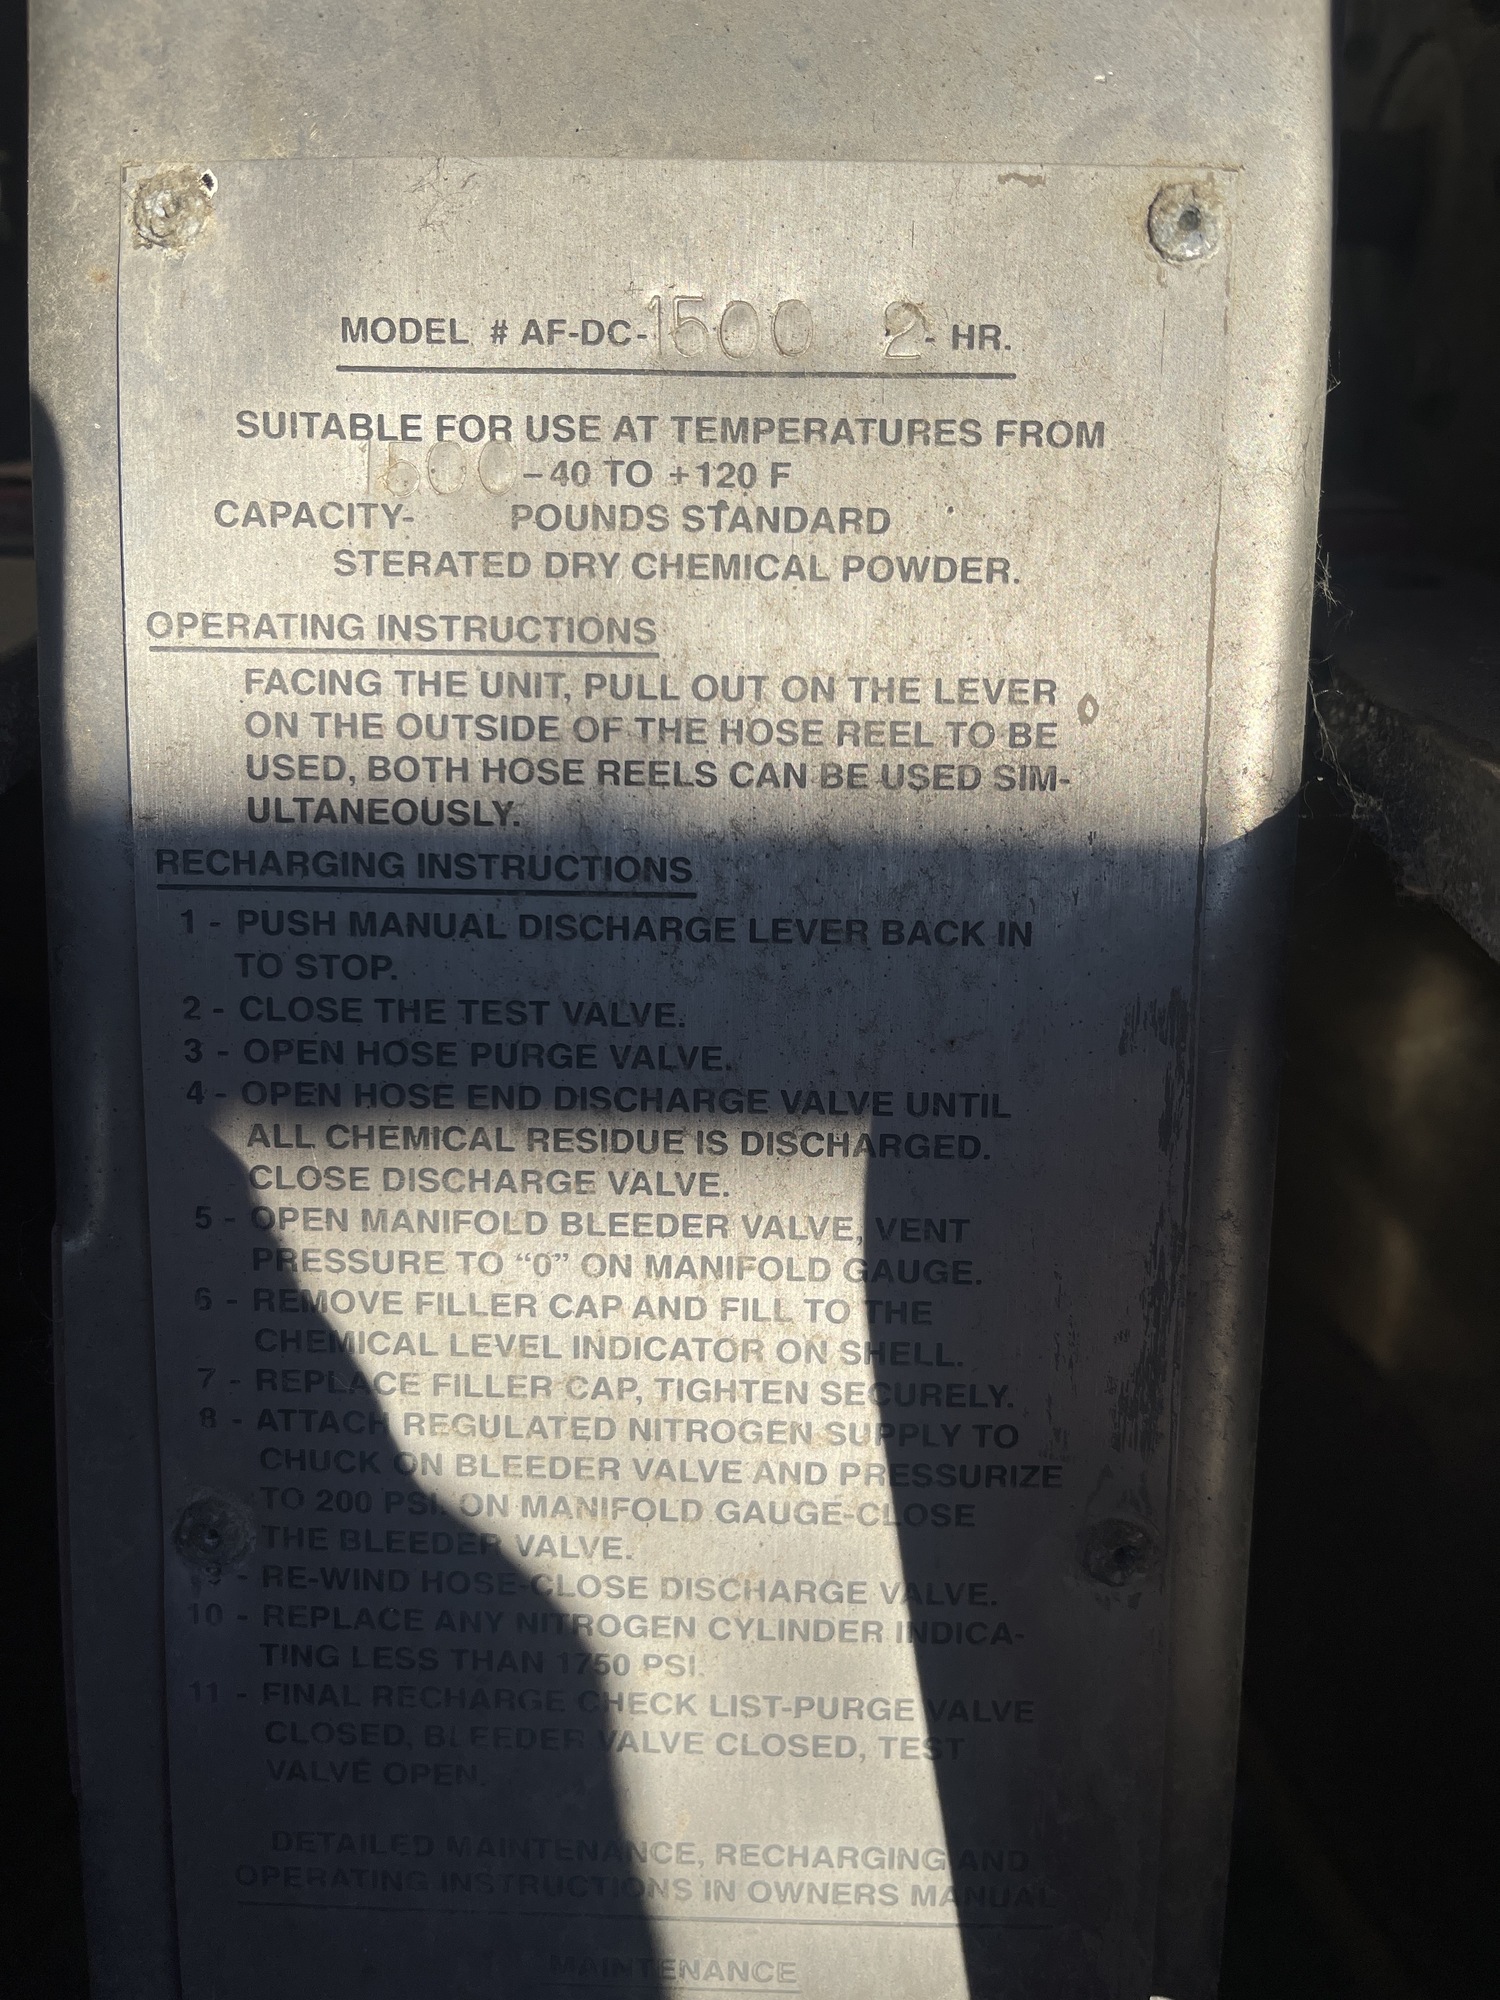 MODEL # AF-DC-1500 2- HR.
SUITABLE FOR USE AT TEMPERATURES FROM
1500 -40 TO +120 F
CAPACITY- POUNDS STANDARD
STERATED DRY CHEMICAL POWDER.
OPERATING INSTRUCTIONS
FACING THE UNIT, PULL OUT ON THE LEVER
ON THE OUTSIDE OF THE HOSE REEL TO BE
USED, BOTH HOSE REELS CAN BE USED SIM-
ULTANEOUSLY.
RECHARGING INSTRUCTIONS
1 - PUSH MANUAL DISCHARGE LEVER BACK IN
TO STOP.
2 - CLOSE THE TEST VALVE.
3 - OPEN HOSE PURGE VALVE.
4 - OPEN HOSE END DISCHARGE VALVE UNTIL
ALL CHEMICAL RESIDUE IS DISCHARGED.
CLOSE DISCHARGE VALVE.
5 - OPEN MANIFOLD BLEEDER VALVE, VENT
PRESSURE TO “0” ON MANIFOLD GAUGE.
6 - REMOVE FILLER CAP AND FILL TO THE
CHEMICAL LEVEL INDICATOR ON SHELL.
7 - REPLACE FILLER CAP, TIGHTEN SECURELY.
8 - ATTACH REGULATED NITROGEN SUPPLY TO
CHUCK ON BLEEDER VALVE AND PRESSURIZE
TO 200 PSI. ON MANIFOLD GAUGE-CLOSE
THE BLEEDER VALVE.
9 - RE-WIND HOSE-CLOSE DISCHARGE VALVE.
10 - REPLACE ANY NITROGEN CYLINDER INDICA-
TING LESS THAN 1750 PSI.
11 - FINAL RECHARGE CHECK LIST-PURGE VALVE
CLOSED, BLEEDER VALVE CLOSED, TEST
VALVE OPEN.
DETAILED MAINTENANCE, RECHARGING AND
OPERATING INSTRUCTIONS IN OWNERS MANUAL
MAINTENANCE